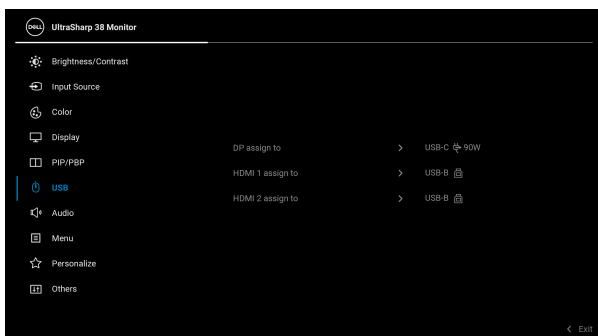 DELL UltraSharp 38 Monitor
Brightness/Contrast
Input Source
Color
Display
DP assign to > USB-C 90W
PIP/PBP
HDMI 1 assign to > USB-B
USB
HDMI 2 assign to > USB-B
Audio
Menu
Personalize
Others
< Exit